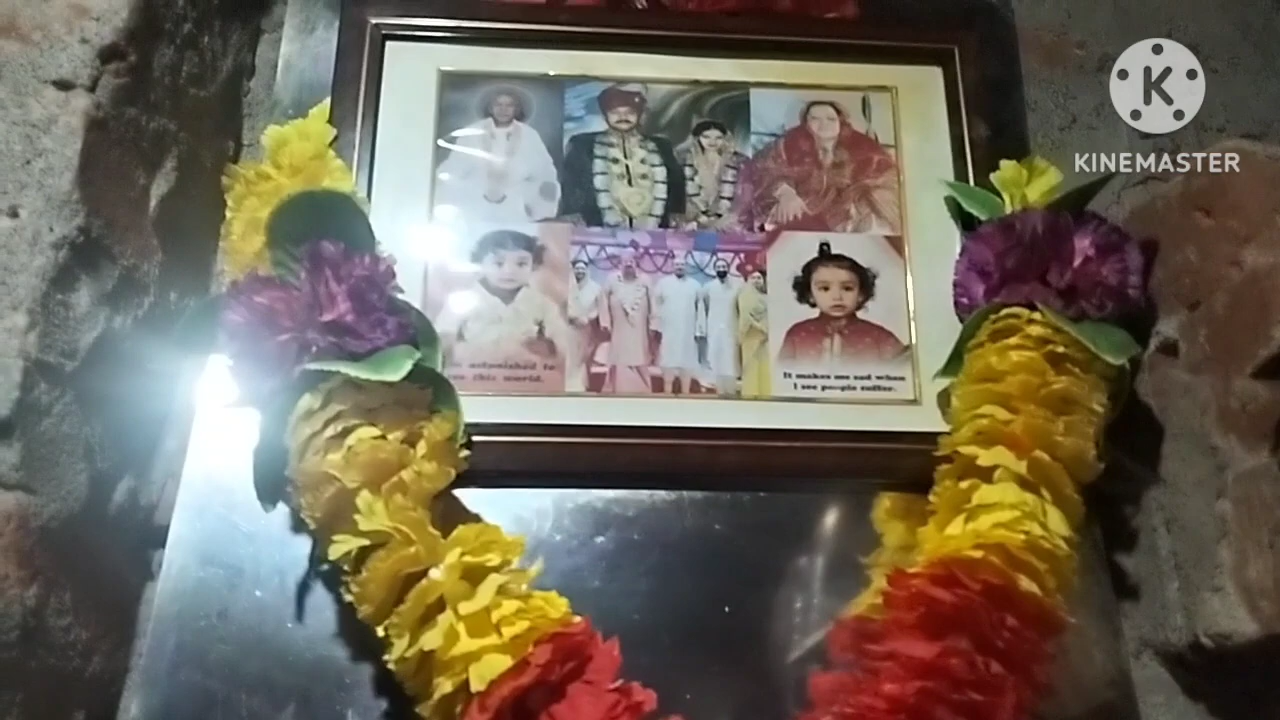 KINEMASTER
astonished to
this world.
It makes me sad when
I see people suffer.